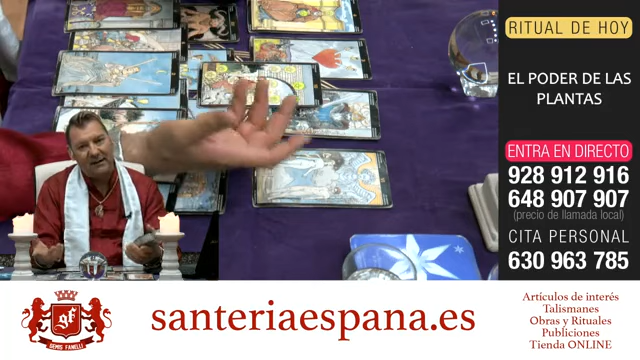 RITUAL DE HOY
EL PODER DE LAS
PLANTAS
ENTRA EN DIRECTO
928 912 916
648 907 907
(precio de llamada local)
CITA PERSONAL
630 963 785
gf
GEMIS FANELLI
santeriaespana.es
Artículos de interés
Talismanes
Obras y Rituales
Publiciones
Tienda ONLINE